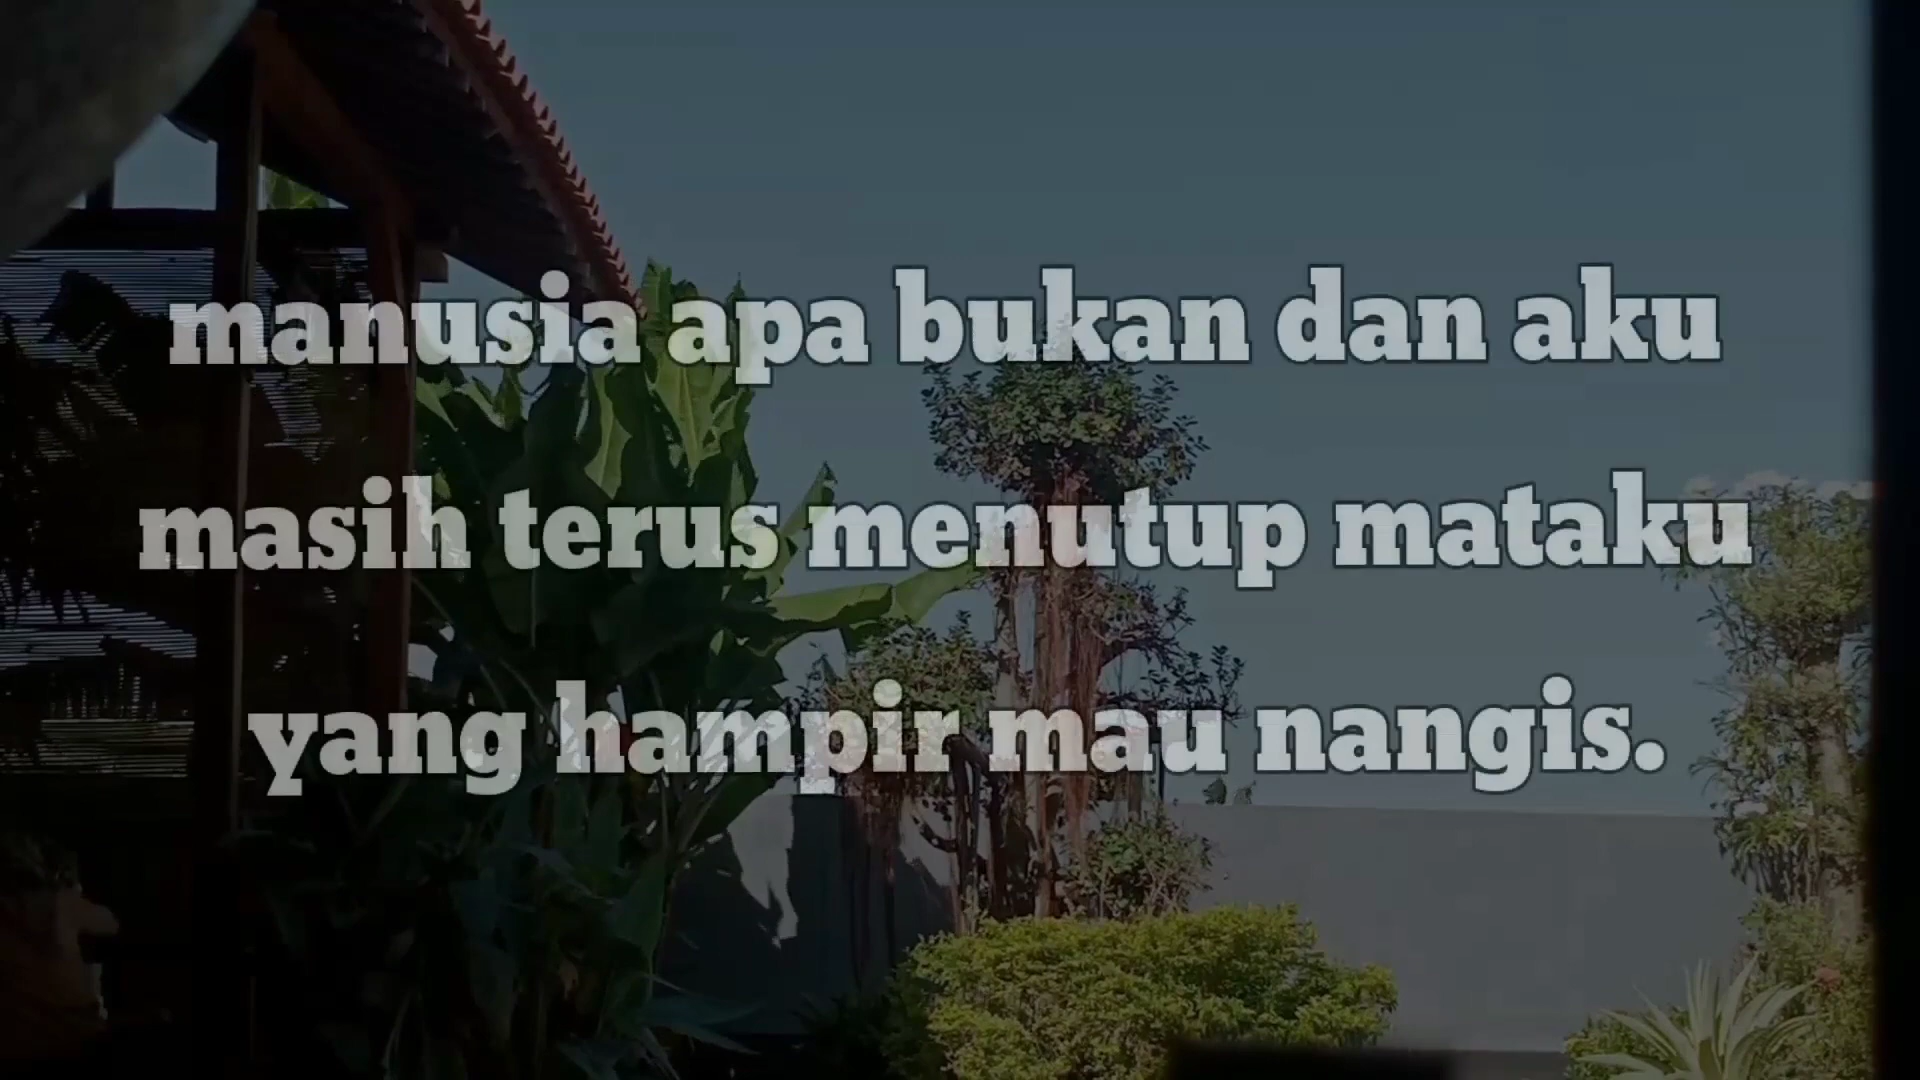 manusia apa bukan dan aku
masih terus menutup mataku
yang hampir mau nangis.